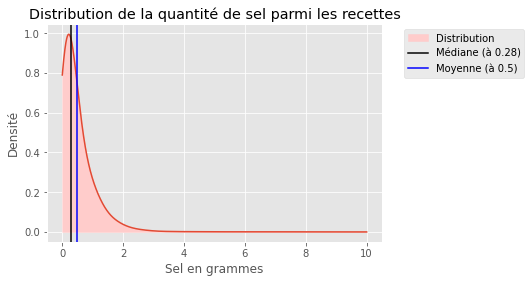 Distribution de la quantité de sel parmi les recettes
Distribution
Médiane (à 0.28)
Moyenne (à 0.5)
1.0
0.8
0.6
0.4
0.2
0.0
Densité
0 2 4 6 8 10
Sel en grammes